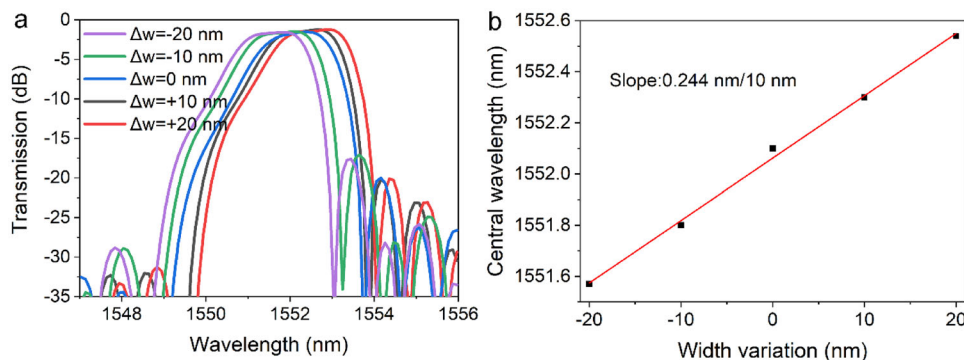 a
Δw=-20 nm
Δw=-10 nm
Δw=0 nm
Δw=+10 nm
Δw=+20 nm
Transmission (dB)
0
-5
-10
-15
-20
-25
-30
-35
1548
1550
1552
1554
1556
Wavelength (nm)
b
Slope:0.244 nm/10 nm
Central wavelength (nm)
1552.6
1552.4
1552.2
1552.0
1551.8
1551.6
-20
-10
0
10
20
Width variation (nm)